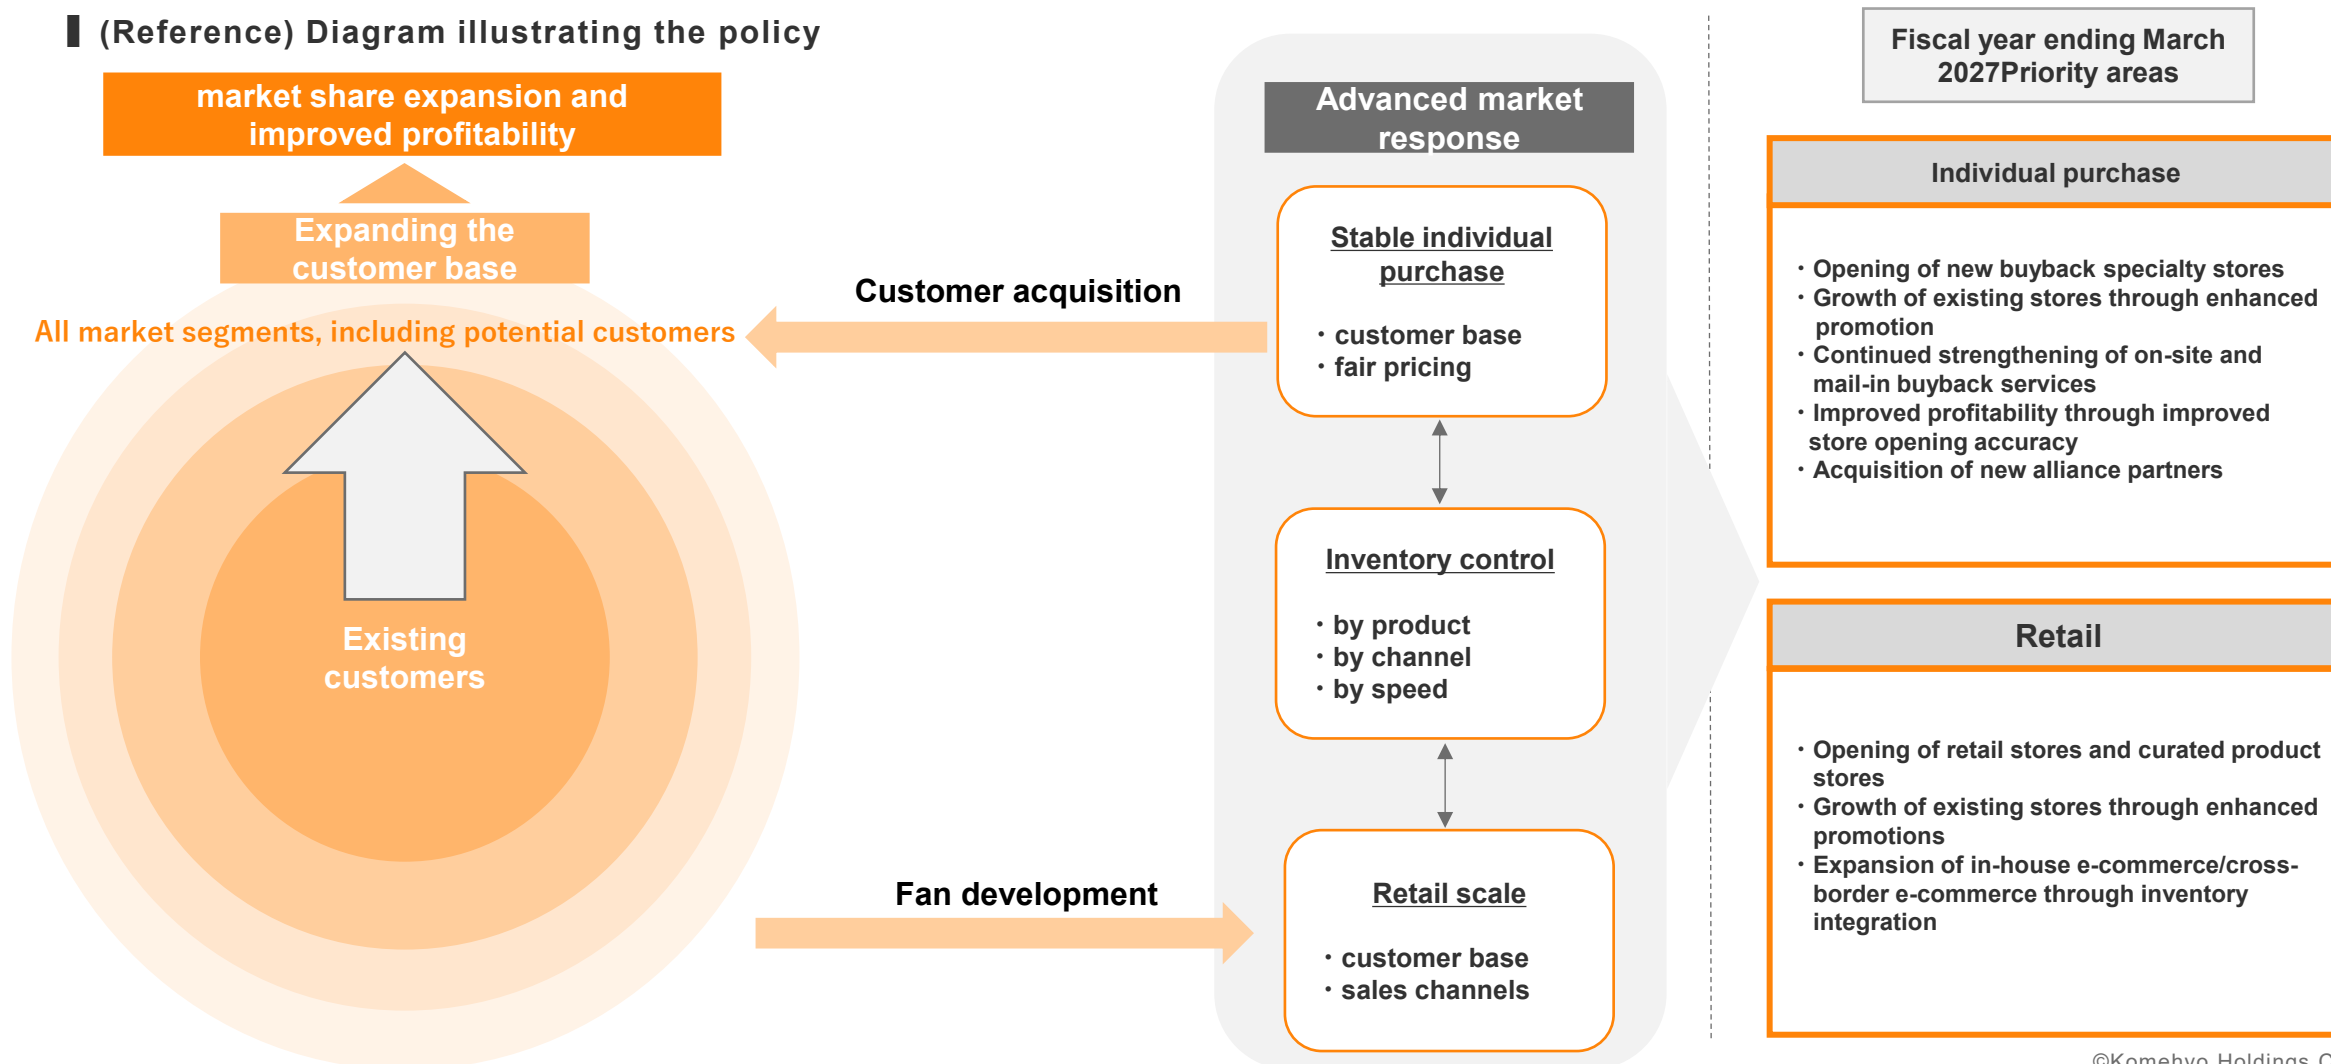 (Reference) Diagram illustrating the policy
market share expansion and
improved profitability
Expanding the
customer base
All market segments, including potential customers
Existing
customers
Customer acquisition
Fan development
Advanced market
response
Stable individual
purchase
・customer base
・fair pricing
Inventory control
・by product
・by channel
・by speed
Retail scale
・customer base
・sales channels
Fiscal year ending March
2027Priority areas
Individual purchase
・Opening of new buyback specialty stores
・Growth of existing stores through enhanced
promotion
・Continued strengthening of on-site and
mail-in buyback services
・Improved profitability through improved
store opening accuracy
・Acquisition of new alliance partners
Retail
・Opening of retail stores and curated product
stores
・Growth of existing stores through enhanced
promotions
・Expansion of in-house e-commerce/cross-
border e-commerce through inventory
integration
©Komehyo Holdings C